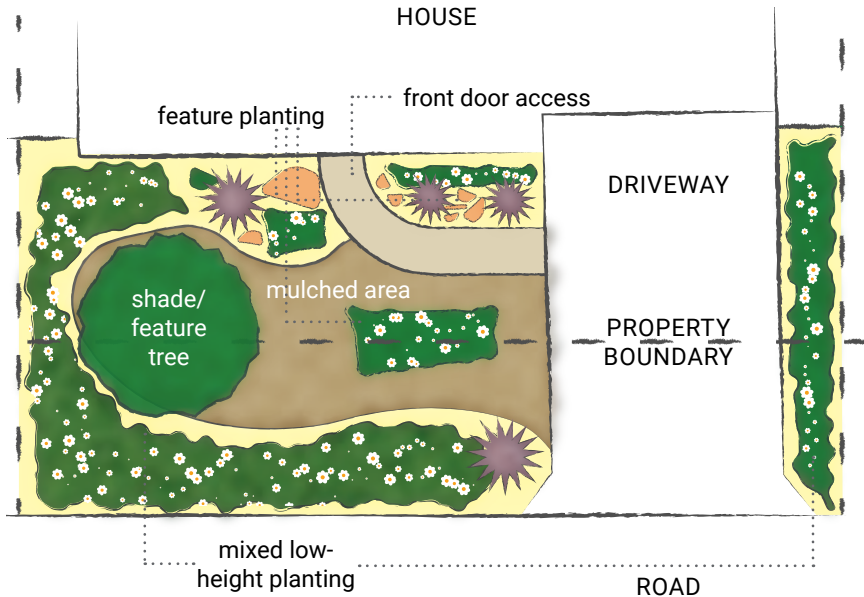 HOUSE
front door access
feature planting
DRIVEWAY
mulched area
shade/
feature
tree
PROPERTY
BOUNDARY
mixed low-
height planting
ROAD